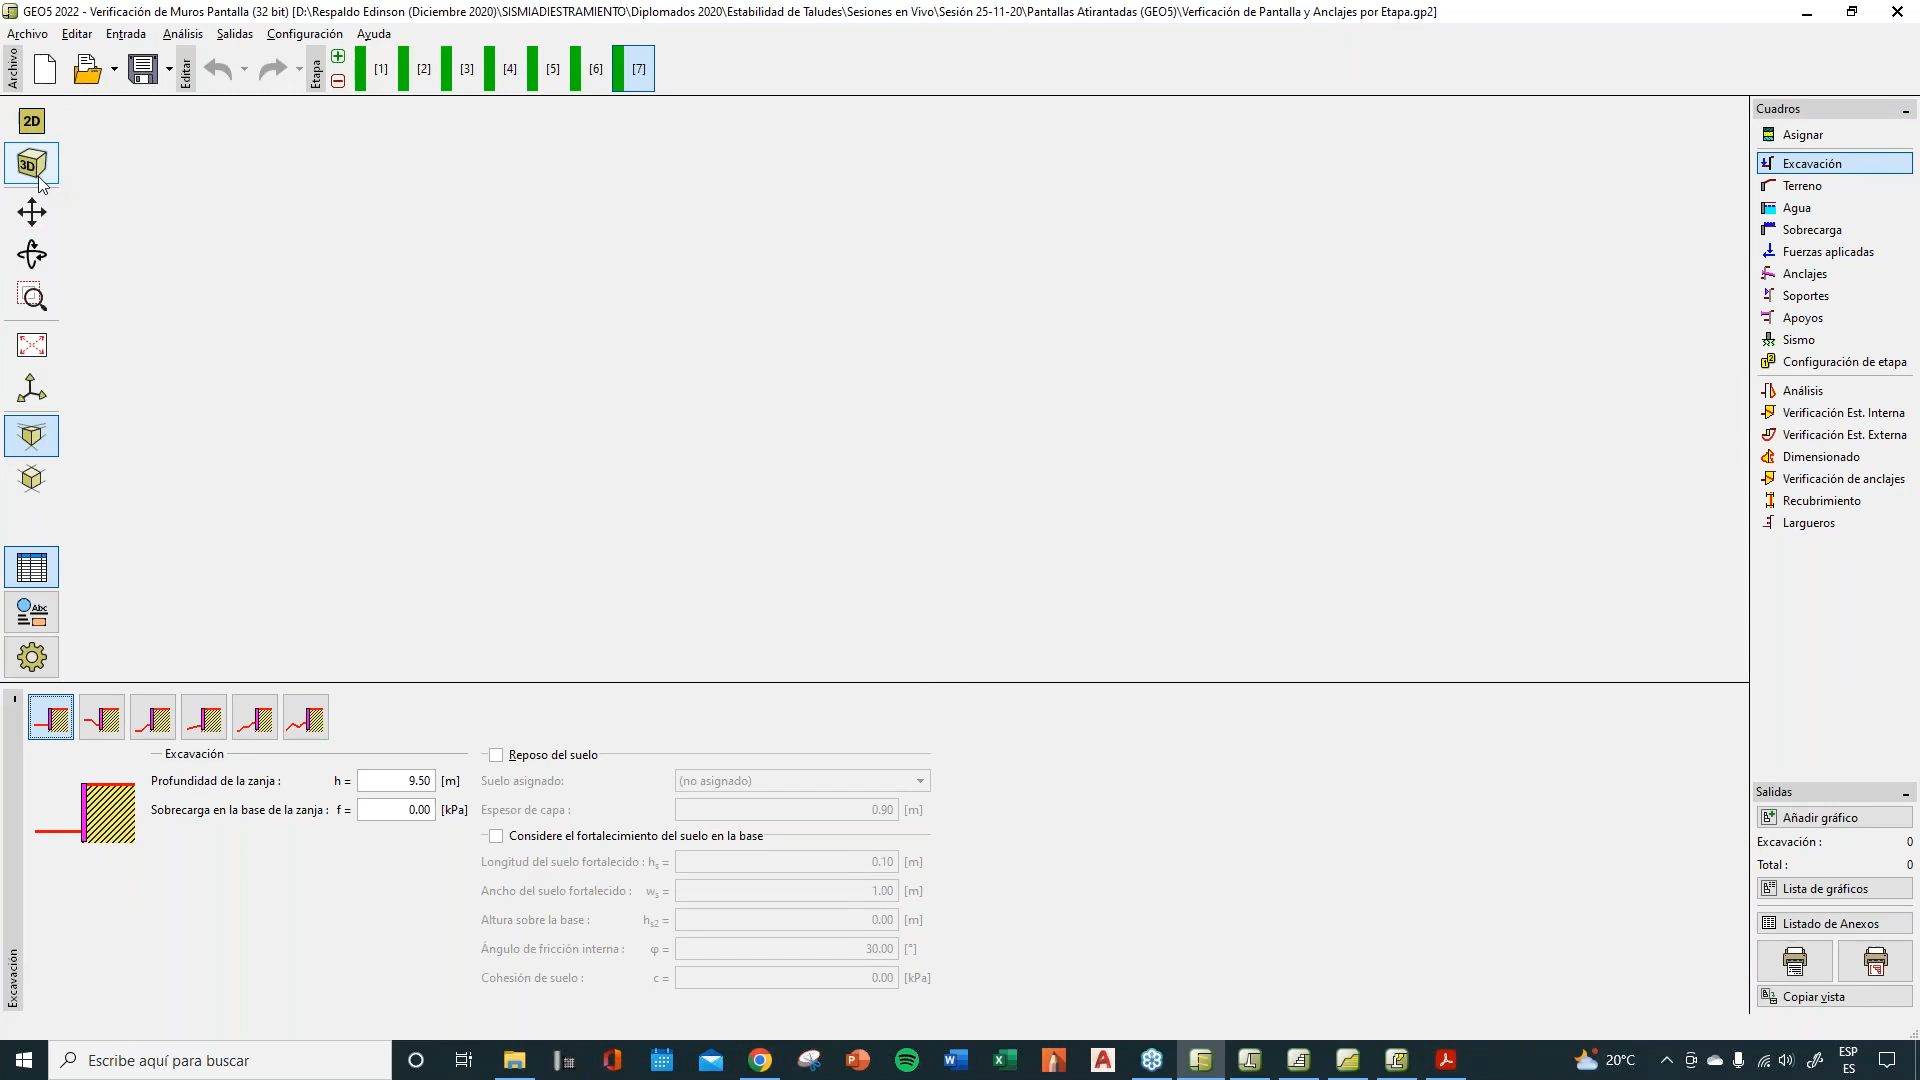 GEO5 2022 - Verificación de Muros Pantalla (32 bit) [D:\Respaldo Edinson (Diciembre 2020)\SISMIADIESTRAMIENTO\Diplomados 2020\Estabilidad de Taludes\Sesiones en Vivo\Sesión 25-11-20\Pantallas Atirantadas (GEO5)\Verficación de Pantalla y Anclajes por Etapa.gp2]
Archivo Editar Entrada Análisis Salidas Configuración Ayuda
Archivo Editar Etapa [1] [2] [3] [4] [5] [6] [7]
2D
3D
Abc
Cuadros
Asignar
Excavación
Terreno
Agua
Sobrecarga
Fuerzas aplicadas
Anclajes
Soportes
Apoyos
Sismo
Configuración de etapa
Análisis
Verificación Est. Interna
Verificación Est. Externa
Dimensionado
Verificación de anclajes
Recubrimiento
Largueros
Excavación
Excavación
Profundidad de la zanja : h = 9.50 [m]
Sobrecarga en la base de la zanja : f = 0.00 [kPa]
Reposo del suelo
Suelo asignado: (no asignado)
Espesor de capa : 0.90 [m]
Considere el fortalecimiento del suelo en la base
Longitud del suelo fortalecido : hs = 0.10 [m]
Ancho del suelo fortalecido : ws = 1.00 [m]
Altura sobre la base : hs2 = 0.00 [m]
Ángulo de fricción interna : φ = 30.00 [°]
Cohesión de suelo : c = 0.00 [kPa]
Salidas
Añadir gráfico
Excavación : 0
Total : 0
Lista de gráficos
Listado de Anexos
Copiar vista
Escribe aquí para buscar
20°C
ESP
ES